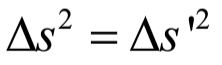 Δs² = Δs'²